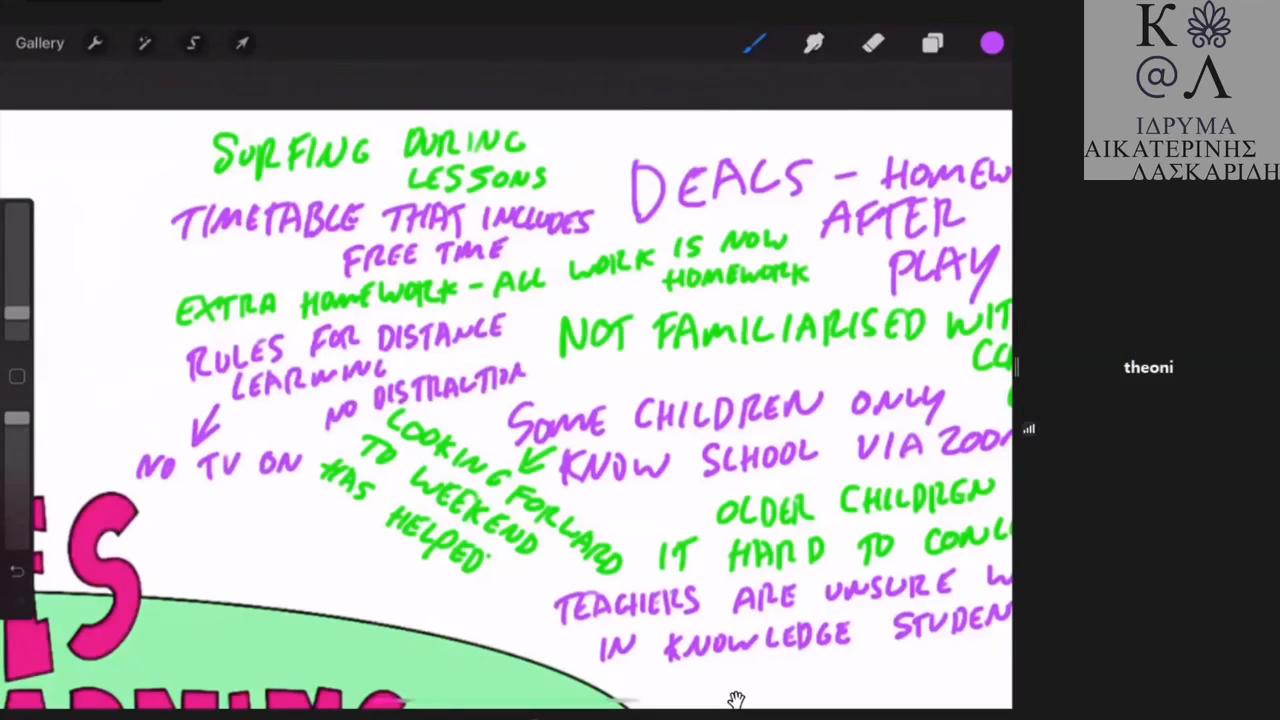 Gallery
SURFING DURING
LESSONS
TIMETABLE THAT INCLUDES
FREE TIME
EXTRA HOMEWORK - ALL WORK IS NOW
HOMEWORK
RULES FOR DISTANCE
LEARNING
NO DISTRACTION
NO TV ON
LOOKING FORWARD
TO WEEKEND
HAS HELPED
DEALS - HOMEW
AFTER
PLAY
NOT FAMILIARISED WIT
SOME CHILDREN ONLY
KNOW SCHOOL VIA ZOO
OLDER CHILDREN
IT HARD TO CONC
TEACHERS ARE UNSURE W
IN KNOWLEDGE STUDEN
ES
ARNING
Κ
@Λ
ΙΔΡΥΜΑ
ΑΙΚΑΤΕΡΙΝΗΣ
ΛΑΣΚΑΡΙΔΗ
theoni